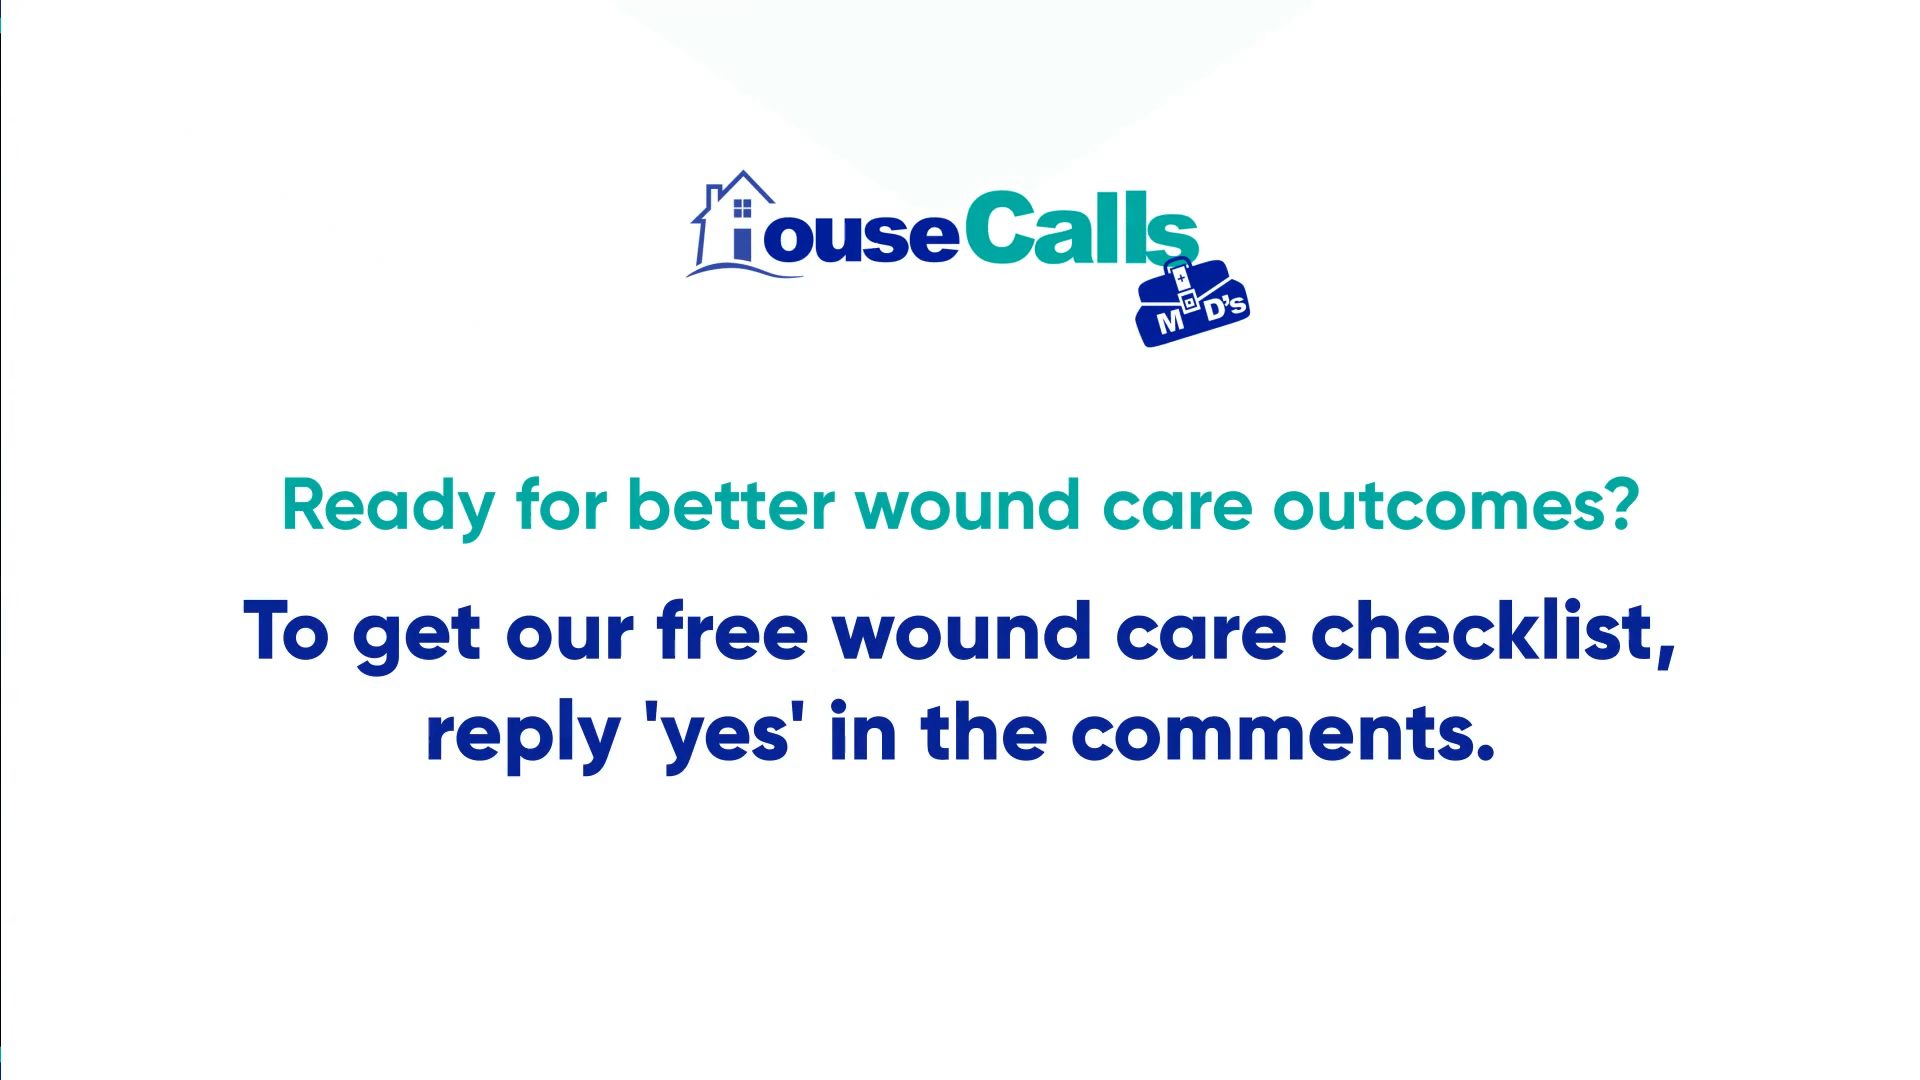 ouseCalls
M D's
Ready for better wound care outcomes?
To get our free wound care checklist,
reply 'yes' in the comments.